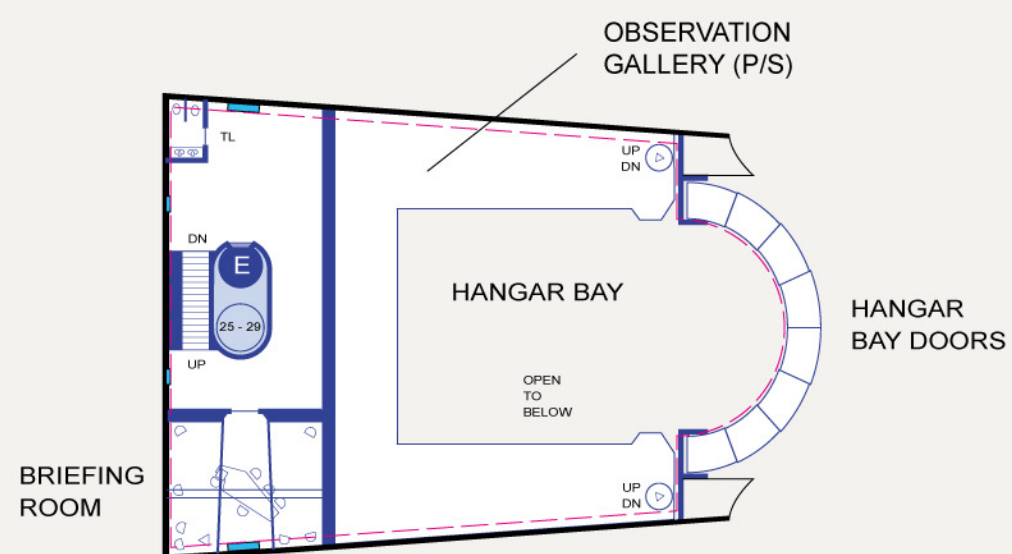 OBSERVATION
GALLERY (P/S)
TL
UP
DN
DN
E
25 - 29
UP
HANGAR BAY
HANGAR
BAY DOORS
OPEN
TO
BELOW
BRIEFING
ROOM
UP
DN